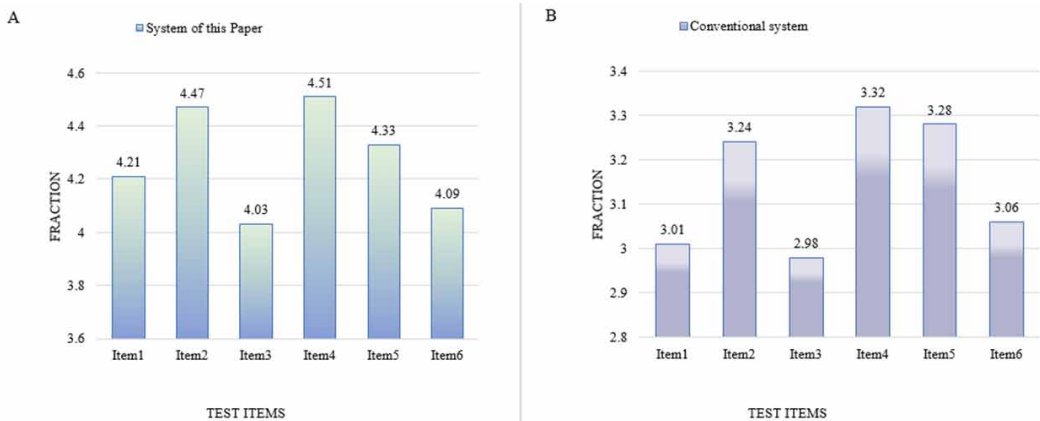 A
System of this Paper
4.6
4.4
4.2
4
3.8
3.6
FRACTION
4.21
4.47
4.03
4.51
4.33
4.09
Item1 Item2 Item3 Item4 Item5 Item6
TEST ITEMS
B
Conventional system
3.4
3.3
3.2
3.1
3
2.9
2.8
FRACTION
3.01
3.24
2.98
3.32
3.28
3.06
Item1 Item2 Item3 Item4 Item5 Item6
TEST ITEMS